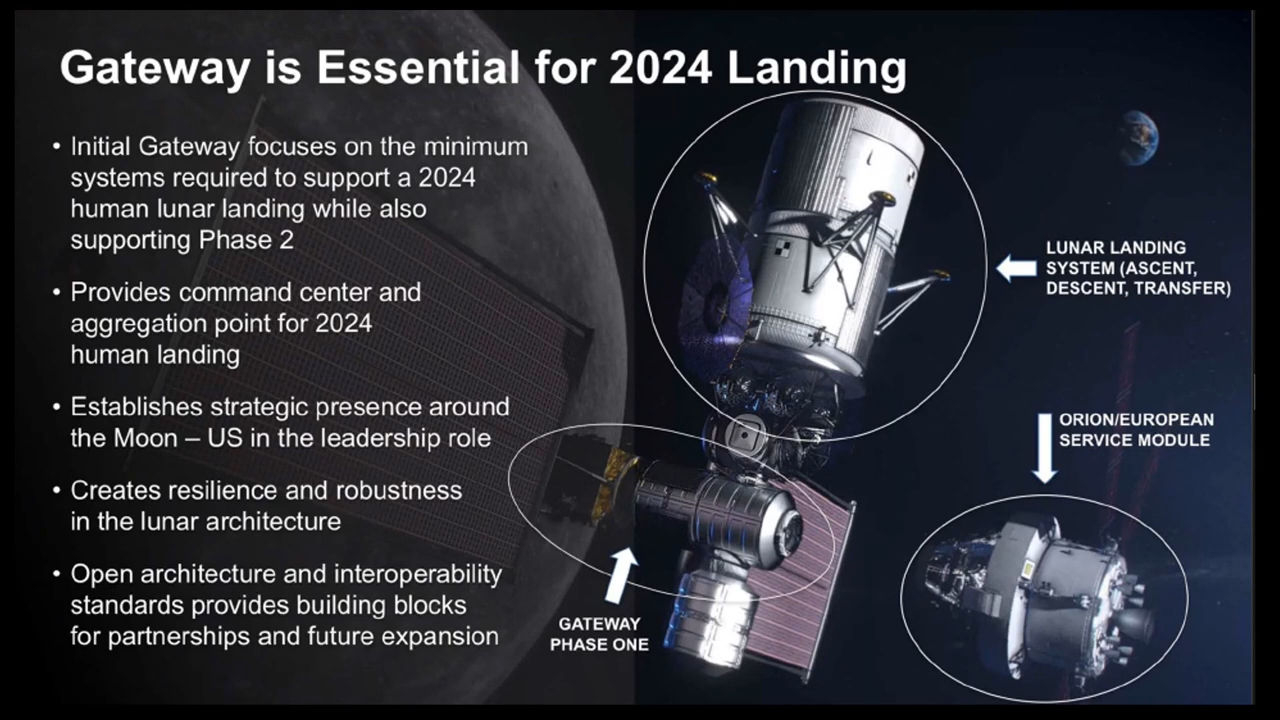 Gateway is Essential for 2024 Landing
• Initial Gateway focuses on the minimum
systems required to support a 2024
human lunar landing while also
supporting Phase 2
• Provides command center and
aggregation point for 2024
human landing
• Establishes strategic presence around
the Moon – US in the leadership role
• Creates resilience and robustness
in the lunar architecture
• Open architecture and interoperability
standards provides building blocks
for partnerships and future expansion
LUNAR LANDING
SYSTEM (ASCENT,
DESCENT, TRANSFER)
ORION/EUROPEAN
SERVICE MODULE
GATEWAY
PHASE ONE